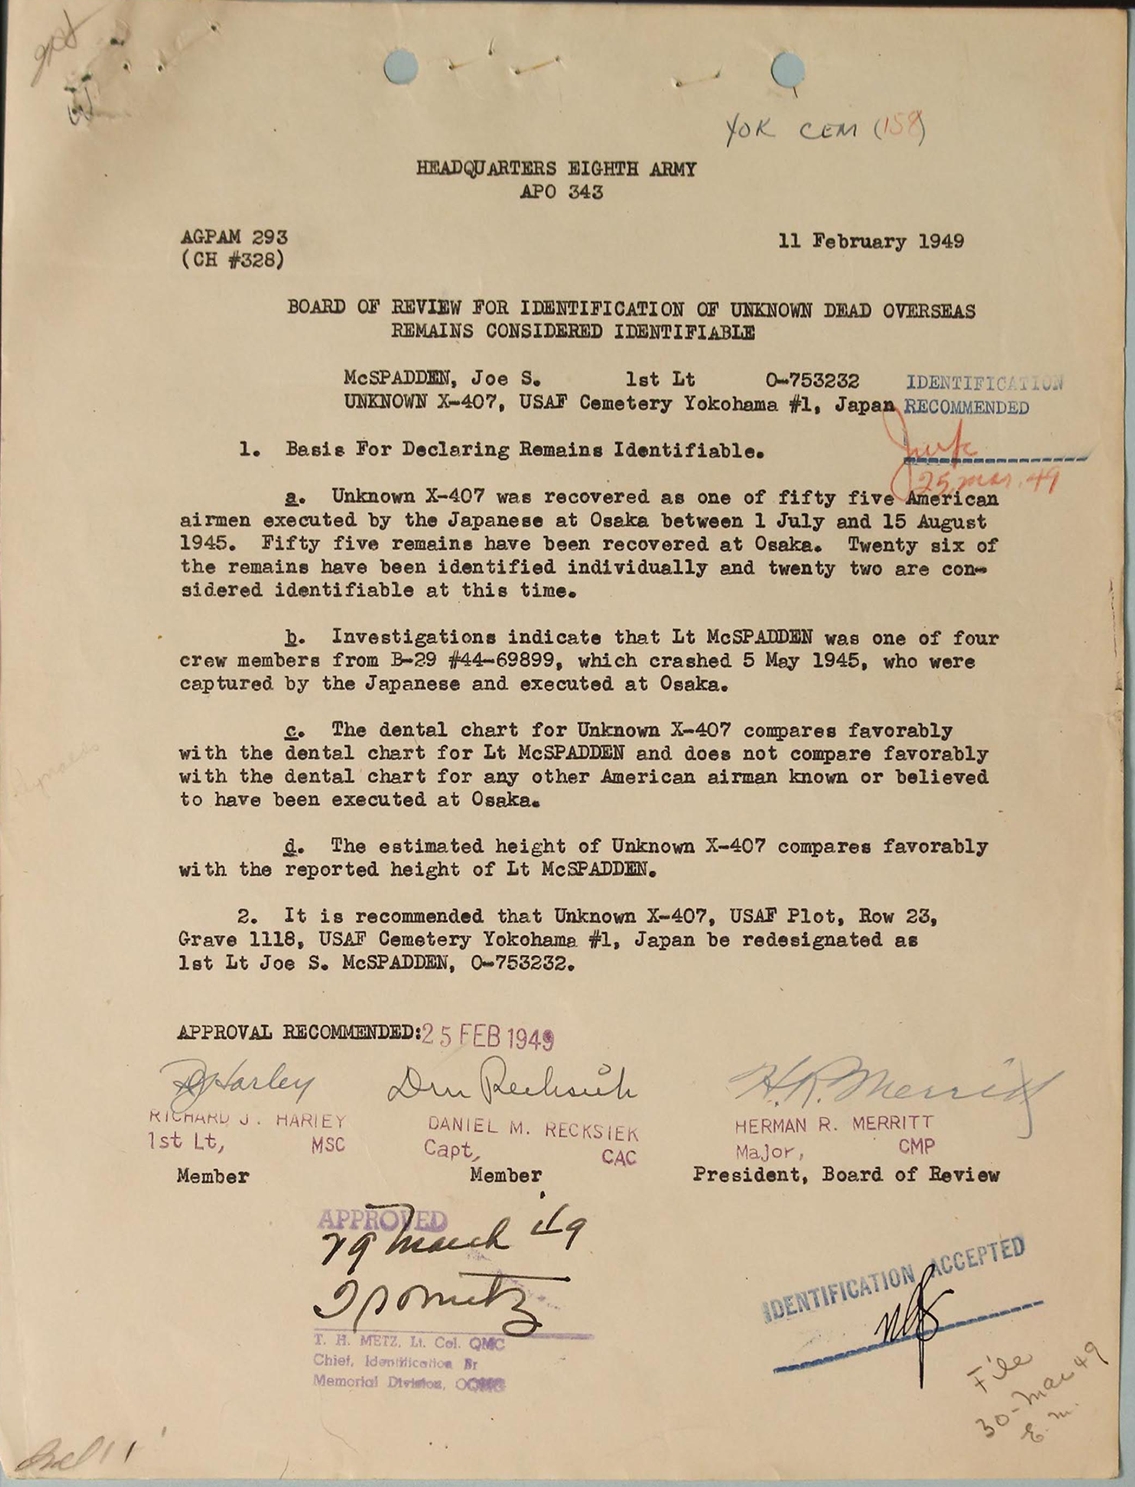 YOK CEM (158)
HEADQUARTERS EIGHTH ARMY
APO 343
AGPAM 293
11 February 1949
(CH #328)
BOARD OF REVIEW FOR IDENTIFICATION OF UNKNOWN DEAD OVERSEAS
REMAINS CONSIDERED IDENTIFIABLE
McSPADDEN, Joe S. 1st Lt O-753232
UNKNOWN X-407, USAF Cemetery Yokohama #1, Japan
IDENTIFICATION
RECOMMENDED
25 mar. 49
1. Basis For Declaring Remains Identifiable.
a. Unknown X-407 was recovered as one of fifty five American
airmen executed by the Japanese at Osaka between 1 July and 15 August
1945. Fifty five remains have been recovered at Osaka. Twenty six of
the remains have been identified individually and twenty two are con-
sidered identifiable at this time.
b. Investigations indicate that Lt McSPADDEN was one of four
crew members from B-29 #44-69899, which crashed 5 May 1945, who were
captured by the Japanese and executed at Osaka.
c. The dental chart for Unknown X-407 compares favorably
with the dental chart for Lt McSPADDEN and does not compare favorably
with the dental chart for any other American airman known or believed
to have been executed at Osaka.
d. The estimated height of Unknown X-407 compares favorably
with the reported height of Lt McSPADDEN.
2. It is recommended that Unknown X-407, USAF Plot, Row 23,
Grave 1118, USAF Cemetery Yokohama #1, Japan be redesignated as
1st Lt Joe S. McSPADDEN, O-753232.
APPROVAL RECOMMENDED: 25 FEB 1949
RJHarley
Dm Recksiek
H.R. Merritt
RICHARD J. HARLEY
1st Lt, MSC
Member
DANIEL M. RECKSIEK
Capt, CAC
Member
HERMAN R. MERRITT
Major, CMP
President, Board of Review
APPROVED
29 March 49
T H Metz
T. H. METZ, Lt. Col. QMC
Chief, Identification Br
Memorial Division, OQMG
IDENTIFICATION ACCEPTED
File
30-Mar 49
E.M.